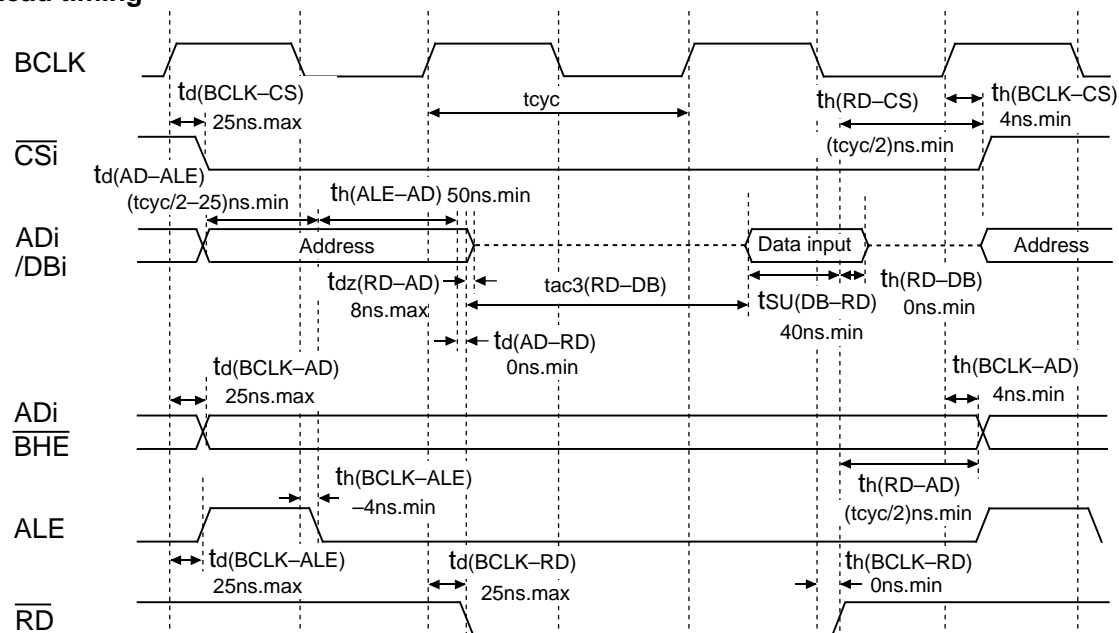 Read timing
BCLK
td(BCLK–CS)
25ns.max
tcyc
th(RD–CS)
(tcyc/2)ns.min
th(BCLK–CS)
4ns.min
CSi
td(AD–ALE)
(tcyc/2–25)ns.min
th(ALE–AD) 50ns.min
ADi
/DBi
Address
Data input
Address
tdz(RD–AD)
8ns.max
tac3(RD–DB)
tSU(DB–RD)
40ns.min
th(RD–DB)
0ns.min
td(AD–RD)
0ns.min
td(BCLK–AD)
25ns.max
th(BCLK–AD)
4ns.min
ADi
BHE
th(BCLK–ALE)
–4ns.min
th(RD–AD)
(tcyc/2)ns.min
ALE
td(BCLK–ALE)
25ns.max
td(BCLK–RD)
25ns.max
th(BCLK–RD)
0ns.min
RD